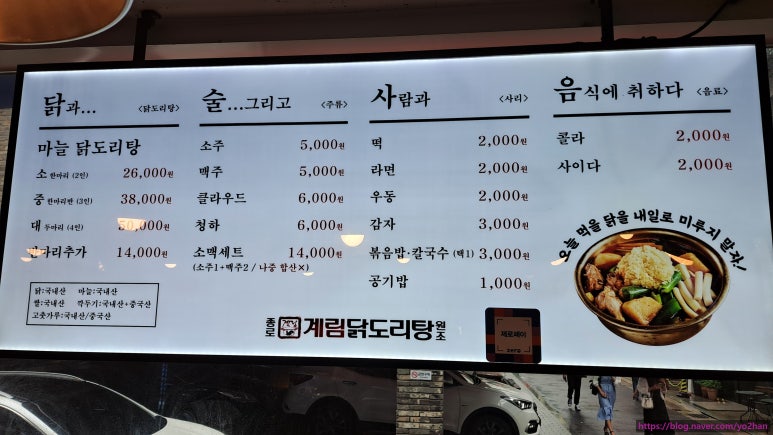 닭과... <닭도리탕>
마늘 닭도리탕
소 한마리 (2인) 26,000원
중 한마리반 (3인) 38,000원
대 두마리 (4인) 50,000원
반마리추가 14,000원
닭:국내산 마늘:국내산
쌀:국내산 깍두기:국내산+중국산
고춧가루:국내산/중국산
술...그리고 <주류>
소주 5,000원
맥주 5,000원
클라우드 6,000원
청하 6,000원
소맥세트 14,000원
(소주1+맥주2 / 나중 합산×)
사람과 <사리>
떡 2,000원
라면 2,000원
우동 2,000원
감자 3,000원
볶음밥·칼국수 (택1) 3,000원
공기밥 1,000원
음식에 취하다 <음료>
콜라 2,000원
사이다 2,000원
오늘 먹을 닭을 내일로 미루지 말자!
종로 계림닭도리탕 원조
제로페이
https://blog.naver.com/yo2han